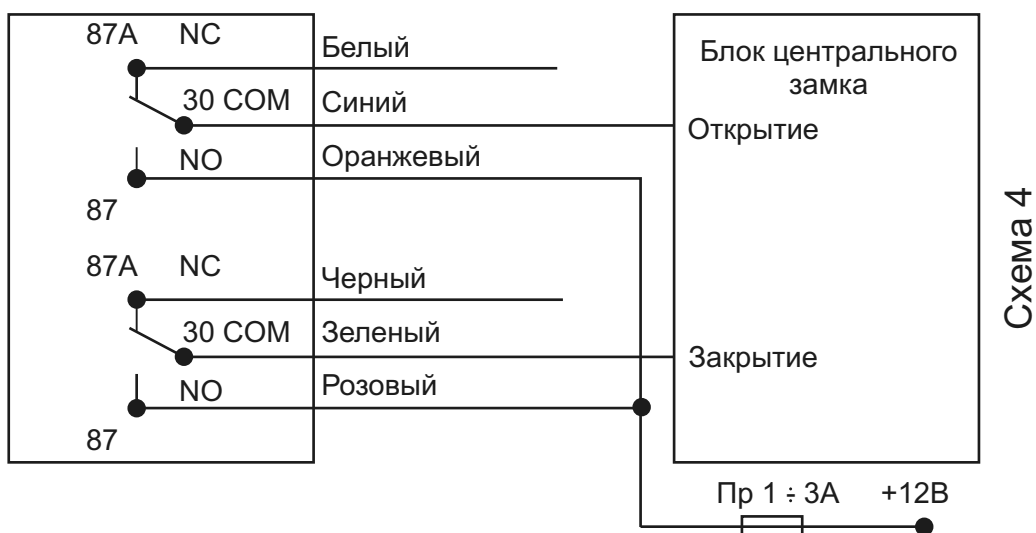 87A NC
Белый
30 COM
Синий
NO
Оранжевый
87
87A NC
Черный
30 COM
Зеленый
NO
Розовый
87
Блок центрального
замка
Открытие
Закрытие
Пр 1 ÷ 3А +12В
Схема 4